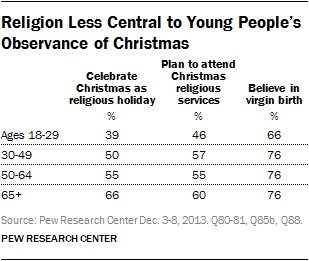 Religion Less Central to Young People's
Observance of Christmas
Celebrate Christmas as religious holiday
Plan to attend Christmas religious services
Believe in virgin birth
% % %
Ages 18-29 39 46 66
30-49 50 57 76
50-64 55 55 76
65+ 66 60 76
Source: Pew Research Center Dec. 3-8, 2013. Q80-81, Q85b, Q88.
PEW RESEARCH CENTER